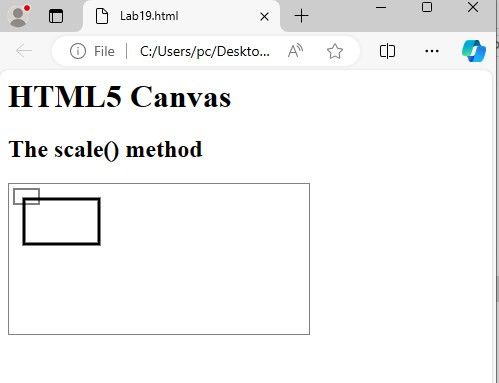 Lab19.html
File | C:/Users/pc/Deskto...
HTML5 Canvas
The scale() method